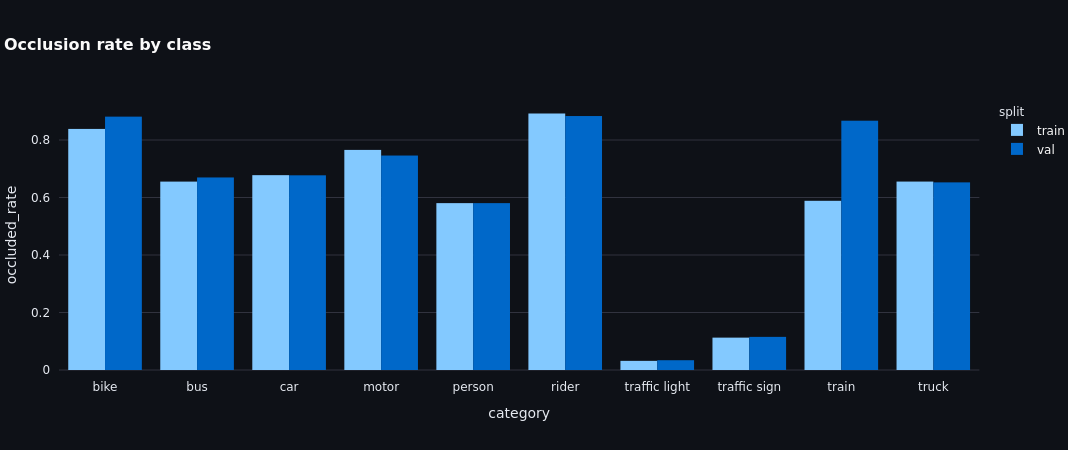 Occlusion rate by class
split
train
val
occluded_rate
0.8
0.6
0.4
0.2
0
bike bus car motor person rider traffic light traffic sign train truck
category